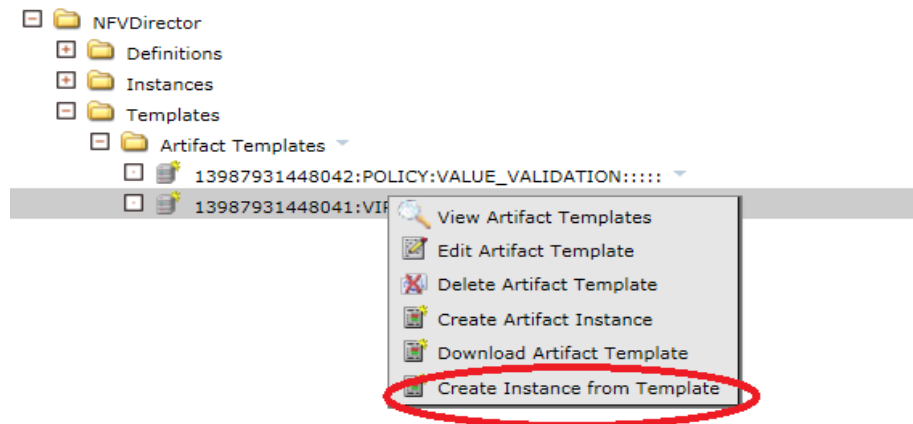 NFVDirector
Definitions
Instances
Templates
Artifact Templates
13987931448042:POLICY:VALUE_VALIDATION:::::
13987931448041:VI
View Artifact Templates
Edit Artifact Template
Delete Artifact Template
Create Artifact Instance
Download Artifact Template
Create Instance from Template